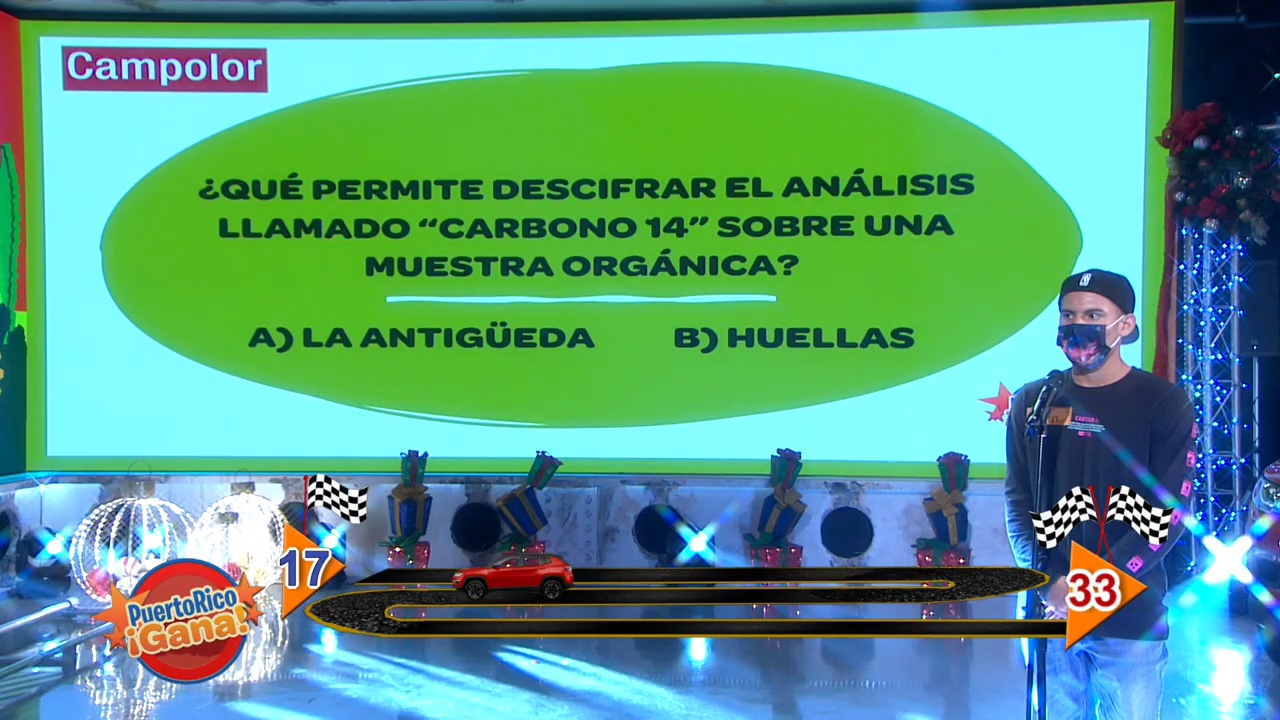 Campolor
¿QUÉ PERMITE DESCIFRAR EL ANÁLISIS
LLAMADO “CARBONO 14” SOBRE UNA
MUESTRA ORGÁNICA?
A) LA ANTIGÜEDA B) HUELLAS
17
33
PuertoRico
¡Gana!